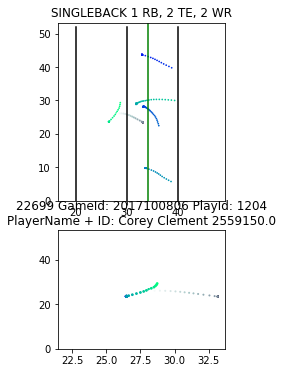 SINGLEBACK 1 RB, 2 TE, 2 WR
50
40
30
20
10
0
20 30 40
22699 GameId: 2017100806 PlayId: 1204
PlayerName + ID: Corey Clement 2559150.0
40
20
0
22.5 25.0 27.5 30.0 32.5